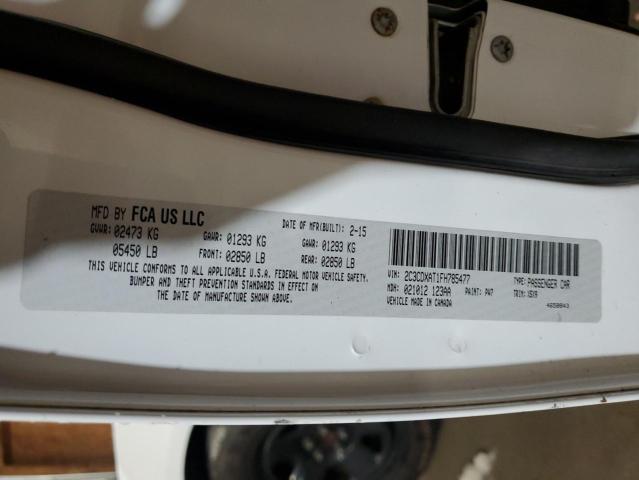 MFD BY FCA US LLC DATE OF MFR(BUILT): 2-15
GVWR: 02473 KG GAWR: 01293 KG GAWR: 01293 KG
05450 LB FRONT: 02850 LB REAR: 02850 LB
THIS VEHICLE CONFORMS TO ALL APPLICABLE U.S.A. FEDERAL MOTOR VEHICLE SAFETY,
BUMPER AND THEFT PREVENTION STANDARDS IN EFFECT ON
THE DATE OF MANUFACTURE SHOWN ABOVE.
VIN: 2C3CDXAT1FH785477 TYPE: PASSENGER CAR
MDH: 021012 123AA PAINT: PW7 TRIM: X5X9
VEHICLE MADE IN CANADA 4650843